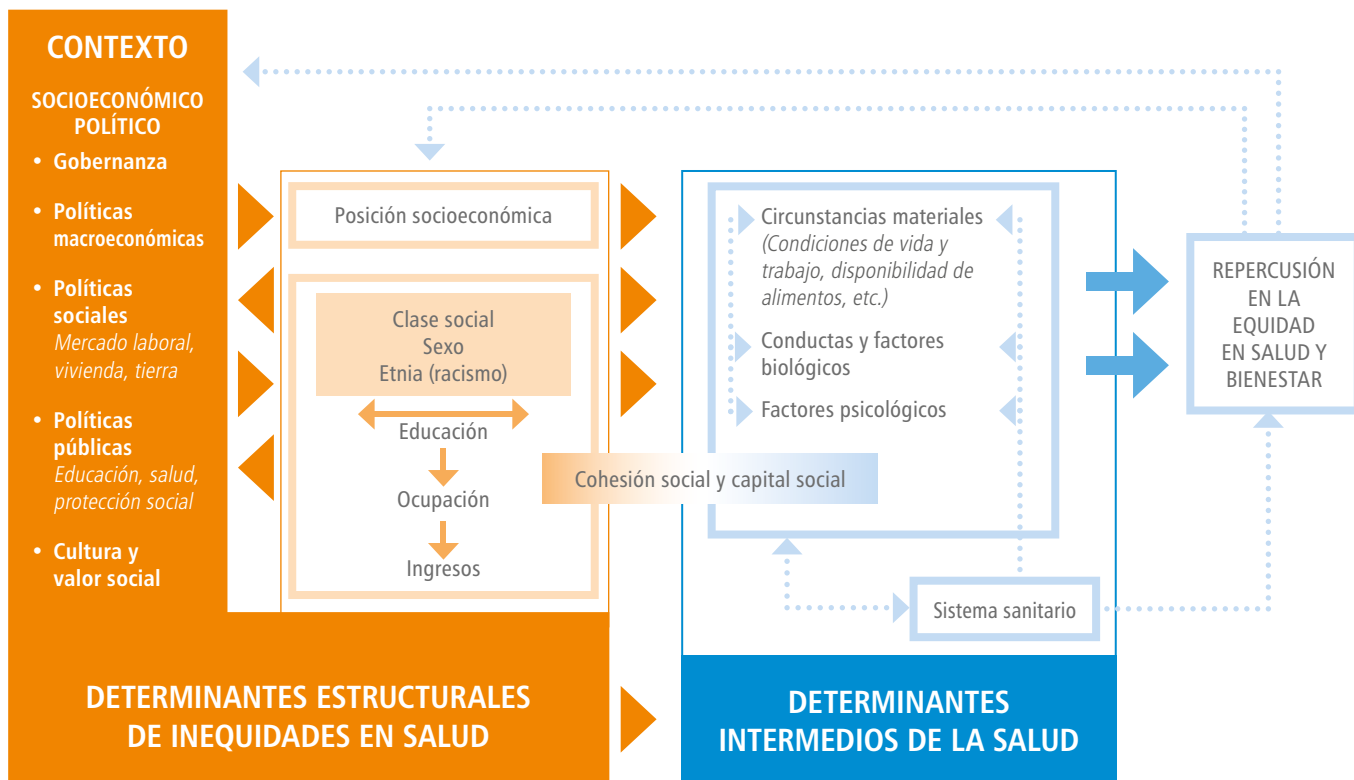 CONTEXTO
SOCIOECONÓMICO
POLÍTICO
• Gobernanza
• Políticas
macroeconómicas
• Políticas
sociales
Mercado laboral,
vivienda, tierra
• Políticas
públicas
Educación, salud,
protección social
• Cultura y
valor social
Posición socioeconómica
Clase social
Sexo
Etnia (racismo)
Educación
Ocupación
Ingresos
Cohesión social y capital social
Circunstancias materiales
(Condiciones de vida y
trabajo, disponibilidad de
alimentos, etc.)
Conductas y factores
biológicos
Factores psicológicos
Sistema sanitario
REPERCUSIÓN
EN LA
EQUIDAD
EN SALUD Y
BIENESTAR
DETERMINANTES ESTRUCTURALES
DE INEQUIDADES EN SALUD
DETERMINANTES
INTERMEDIOS DE LA SALUD